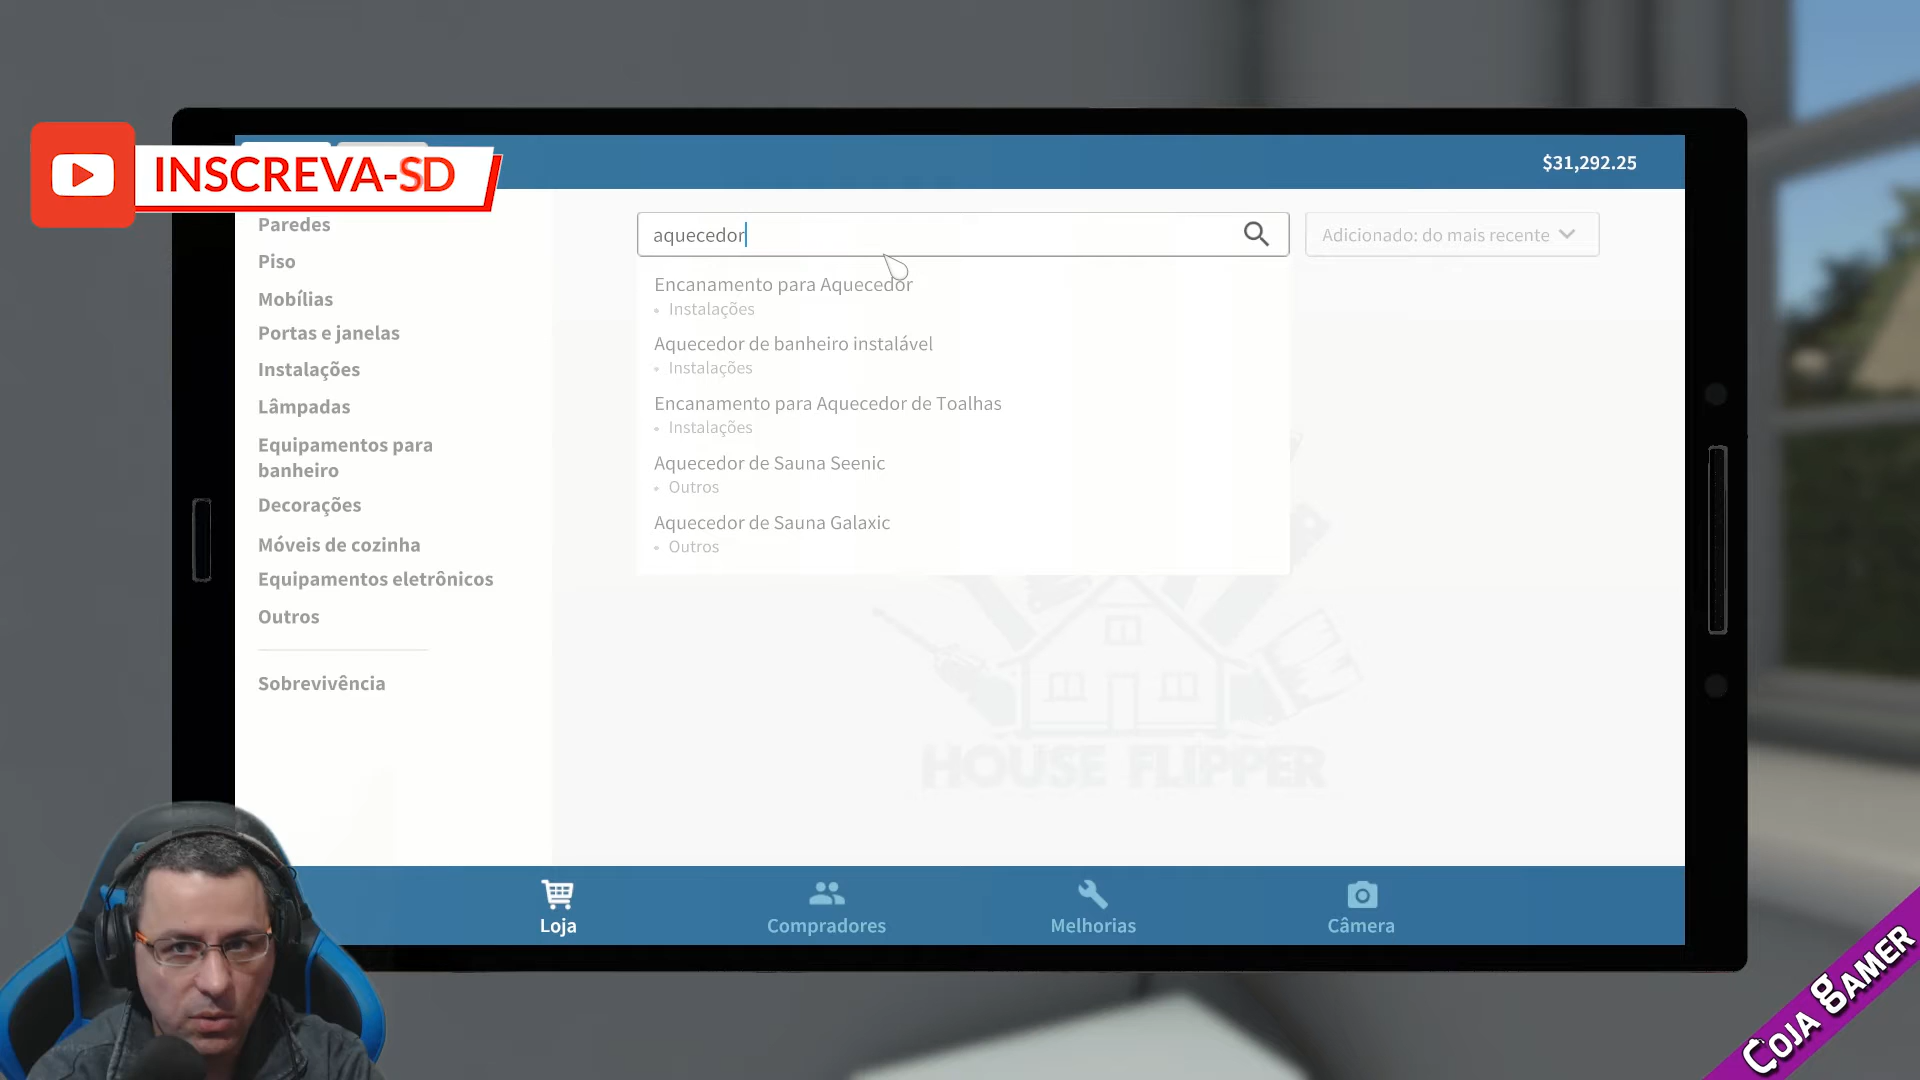 INSCREVA-SD
$31,292.25
Paredes
Piso
Mobílias
Portas e janelas
Instalações
Lâmpadas
Equipamentos para
banheiro
Decorações
Móveis de cozinha
Equipamentos eletrônicos
Outros
Sobrevivência
aquecedor
Adicionado: do mais recente
Encanamento para Aquecedor
• Instalações
Aquecedor de banheiro instalável
• Instalações
Encanamento para Aquecedor de Toalhas
• Instalações
Aquecedor de Sauna Seenic
• Outros
Aquecedor de Sauna Galaxic
• Outros
HOUSE FLIPPER
Loja
Compradores
Melhorias
Câmera
Coja gamer